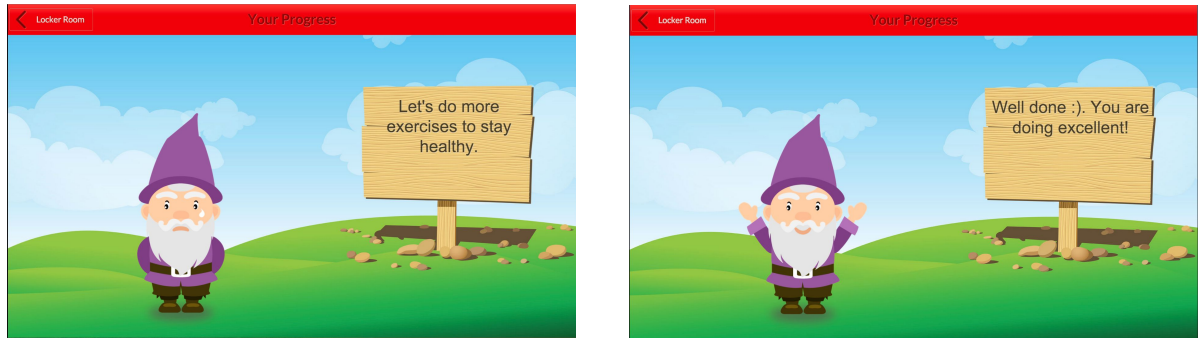 Locker Room
Your Progress
Let's do more
exercises to stay
healthy.
Locker Room
Your Progress
Well done :). You are
doing excellent!